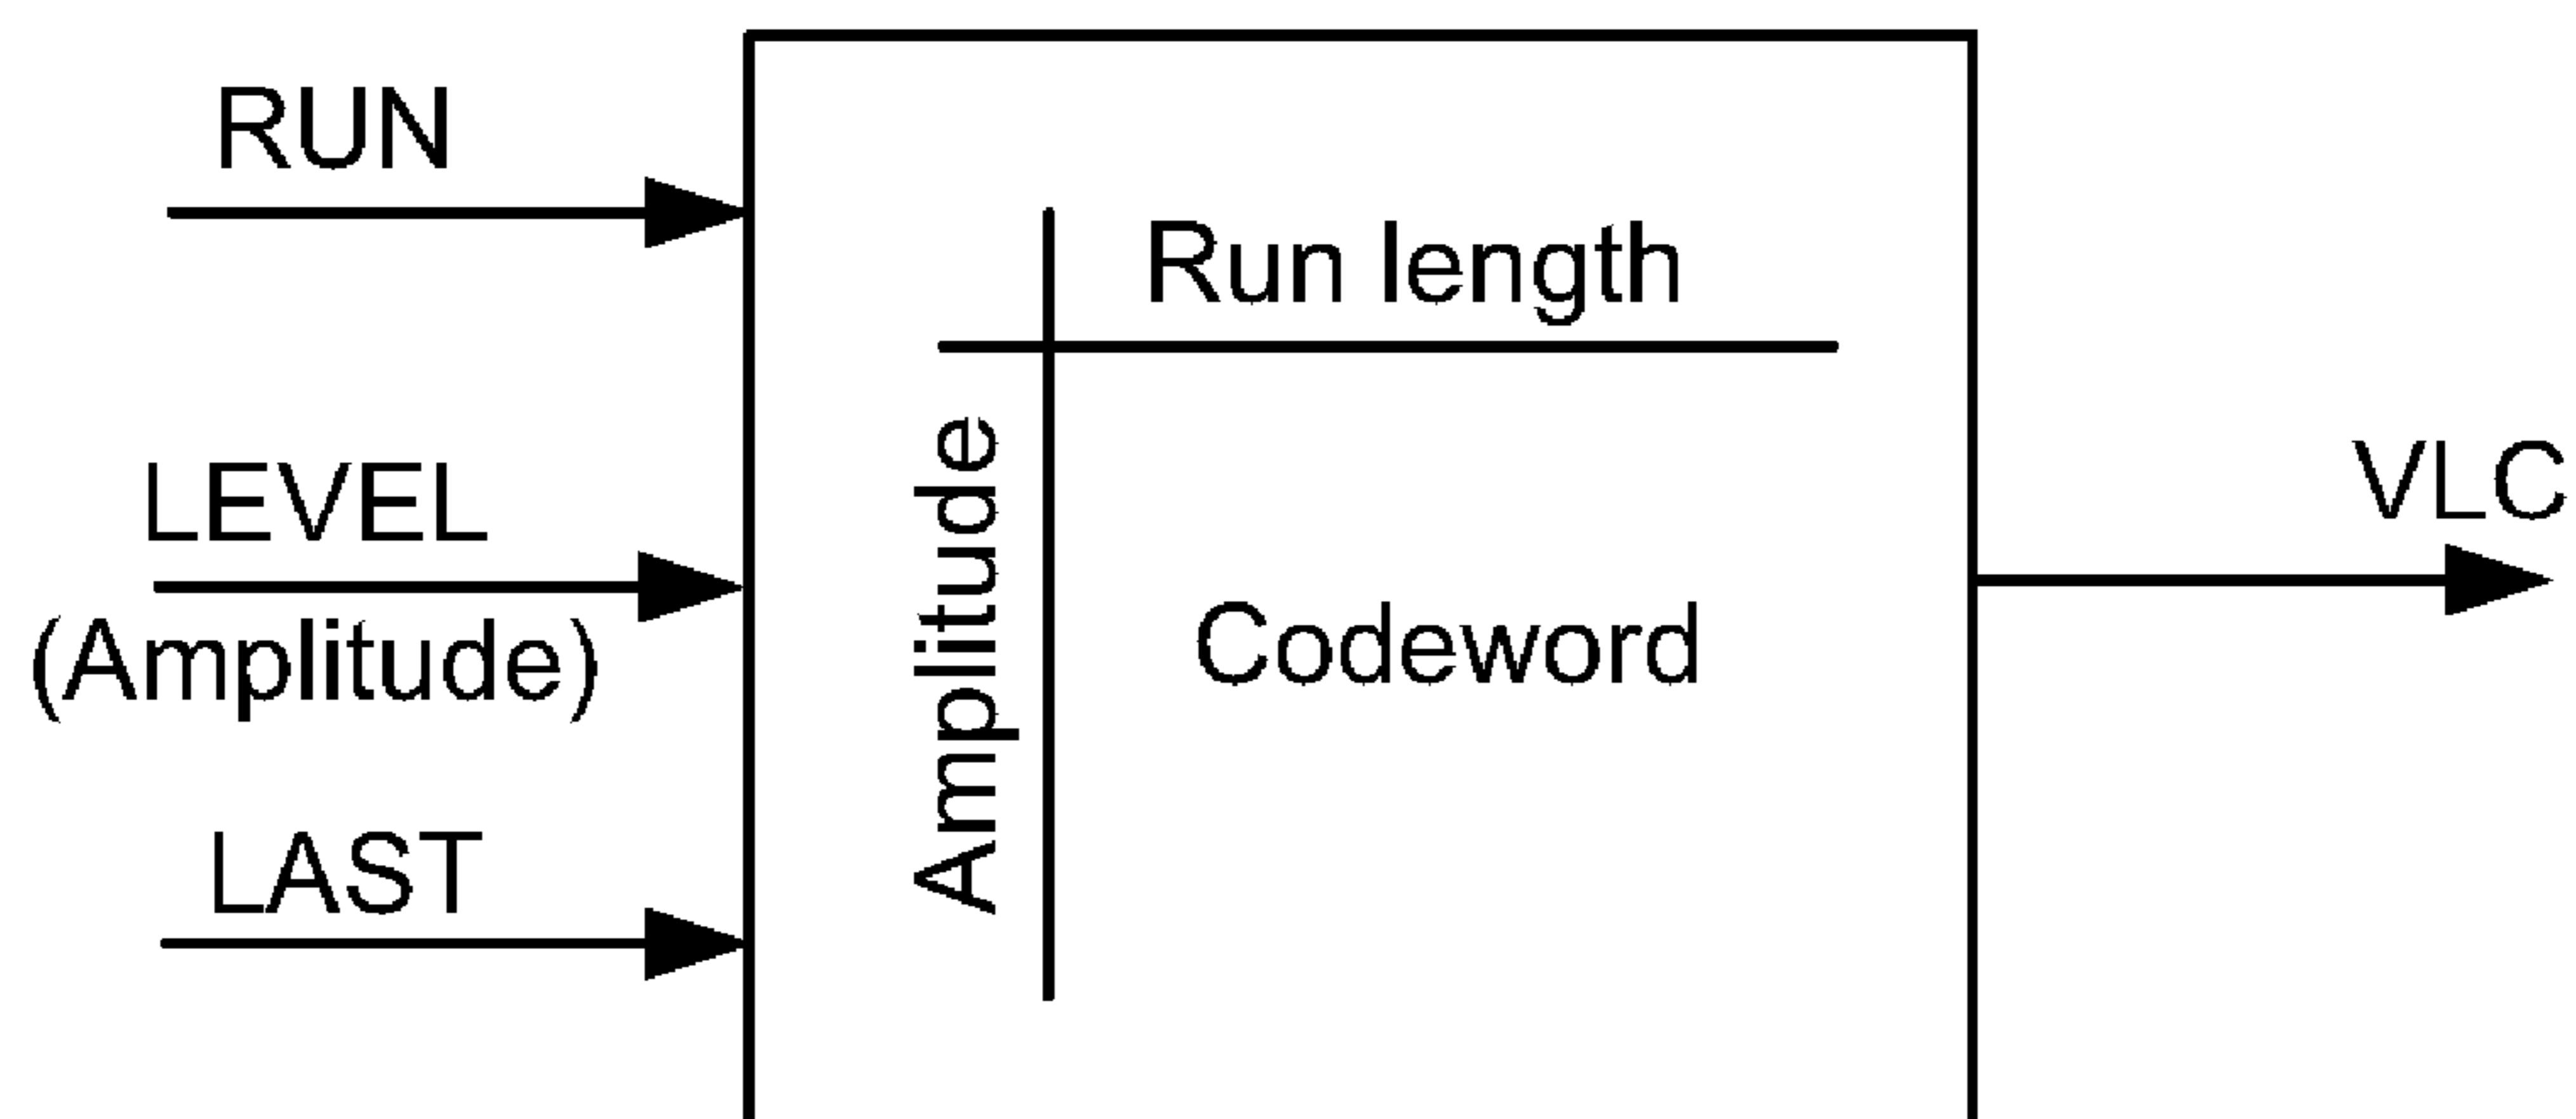 RUN
LEVEL
(Amplitude)
LAST
Run length
Amplitude
Codeword
VLC